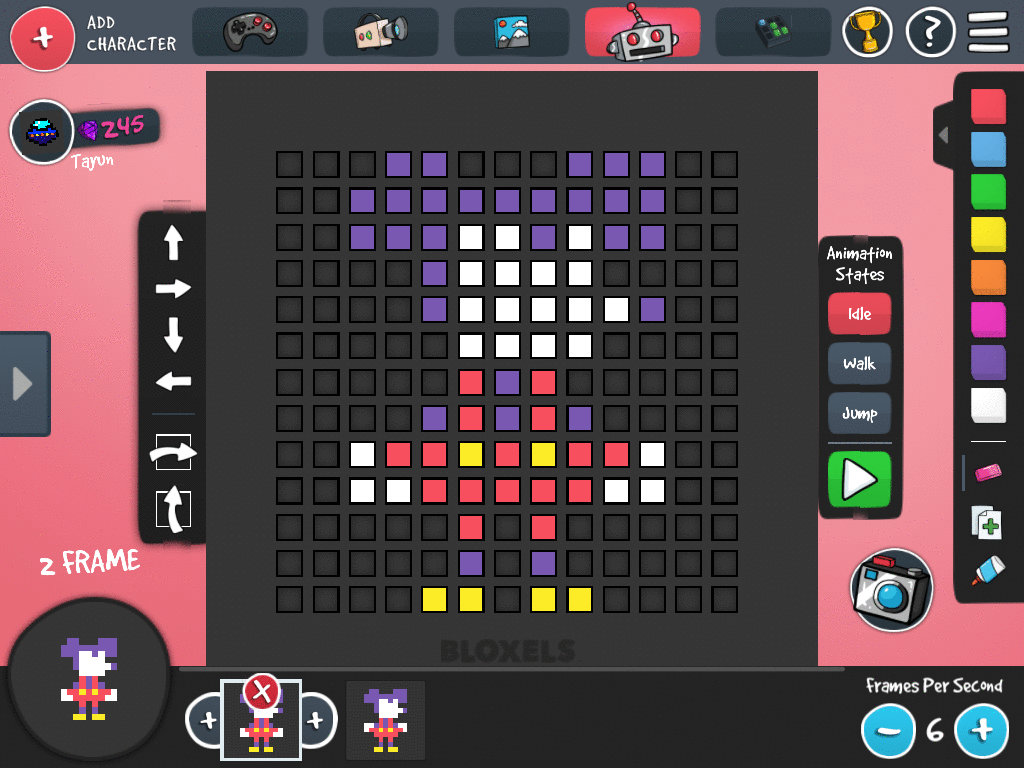 ADD
CHARACTER
245
Tayun
Animation
States
Idle
Walk
Jump
2 FRAME
BLOXELS
Frames Per Second
6